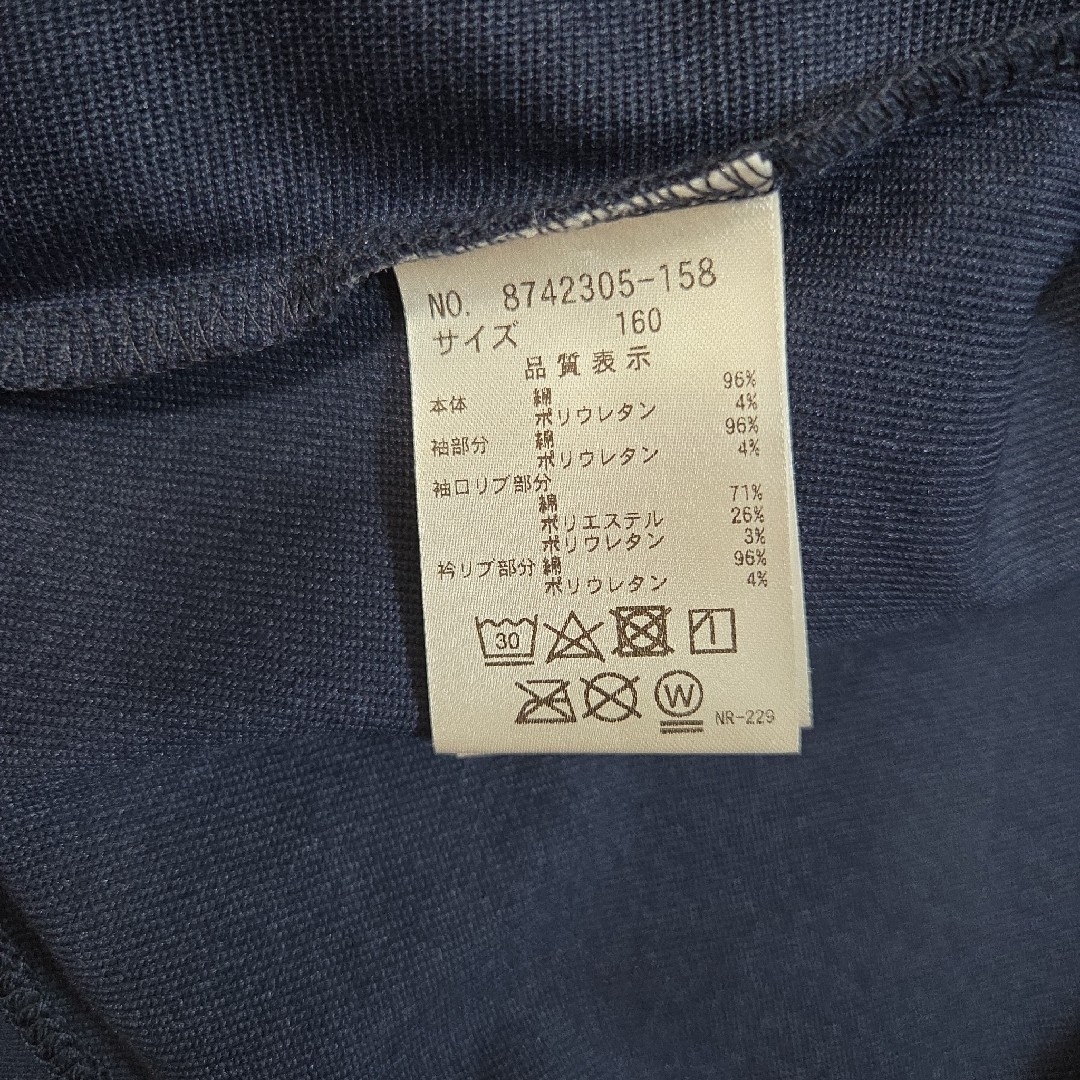 NO. 8742305-158
サイズ 160
品質表示
本体 綿 96%
ポリウレタン 4%
袖部分 綿 96%
ポリウレタン 4%
袖口リブ部分
綿 71%
ポリエステル 26%
ポリウレタン 3%
衿リブ部分 綿 96%
ポリウレタン 4%
30
W NR-229